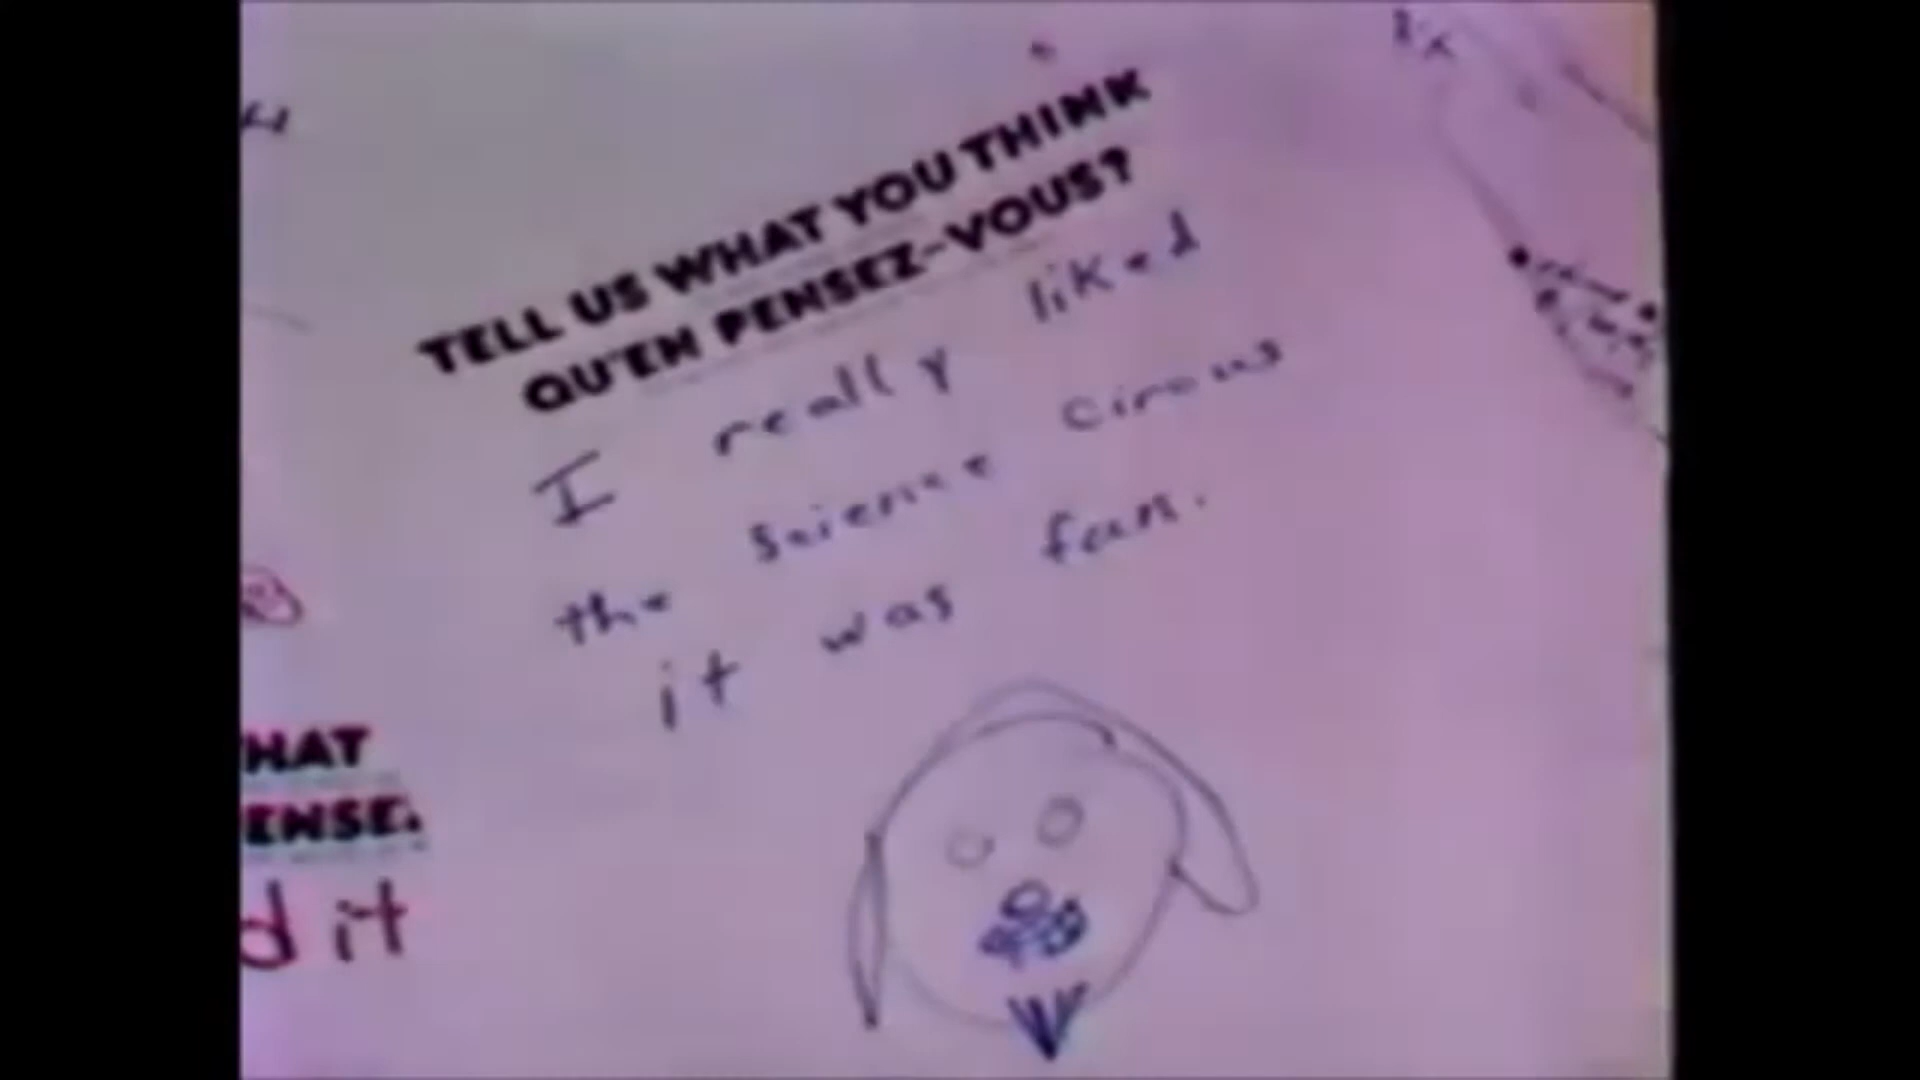 TELL US WHAT YOU THINK
QU'EN PENSEZ-VOUS?
I really liked
the science circus
it was fun.
HAT
ENSE
d it